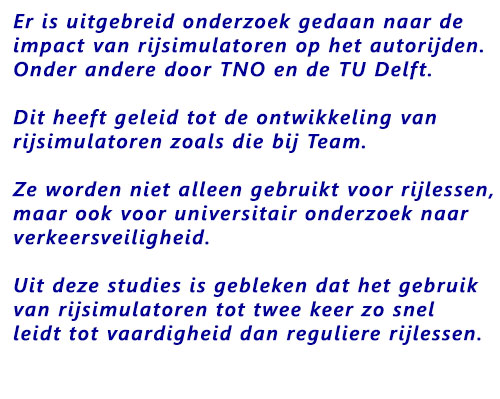 Er is uitgebreid onderzoek gedaan naar de
impact van rijsimulatoren op het autorijden.
Onder andere door TNO en de TU Delft.
Dit heeft geleid tot de ontwikkeling van
rijsimulatoren zoals die bij Team.
Ze worden niet alleen gebruikt voor rijlessen,
maar ook voor universitair onderzoek naar
verkeersveiligheid.
Uit deze studies is gebleken dat het gebruik
van rijsimulatoren tot twee keer zo snel
leidt tot vaardigheid dan reguliere rijlessen.